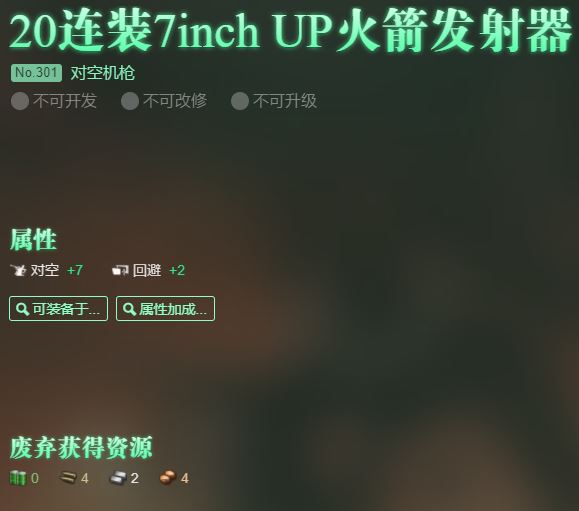 20连装7inch UP火箭发射器
No.301 对空机枪
不可开发 不可改修 不可升级
属性
对空 +7 回避 +2
可装备于... 属性加成...
废弃获得资源
0 4 2 4